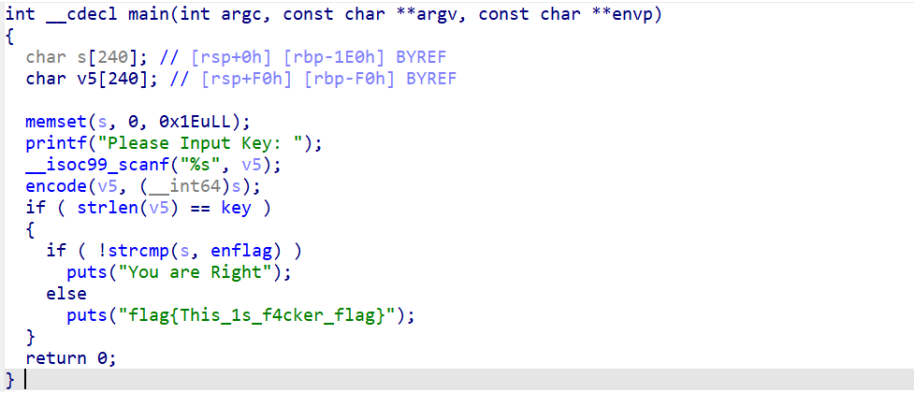 int __cdecl main(int argc, const char **argv, const char **envp)
{
  char s[240]; // [rsp+0h] [rbp-1E0h] BYREF
  char v5[240]; // [rsp+F0h] [rbp-F0h] BYREF

  memset(s, 0, 0x1EuLL);
  printf("Please Input Key: ");
  __isoc99_scanf("%s", v5);
  encode(v5, (__int64)s);
  if ( strlen(v5) == key )
  {
    if ( !strcmp(s, enflag) )
      puts("You are Right");
    else
      puts("flag{This_1s_f4cker_flag}");
  }
  return 0;
}